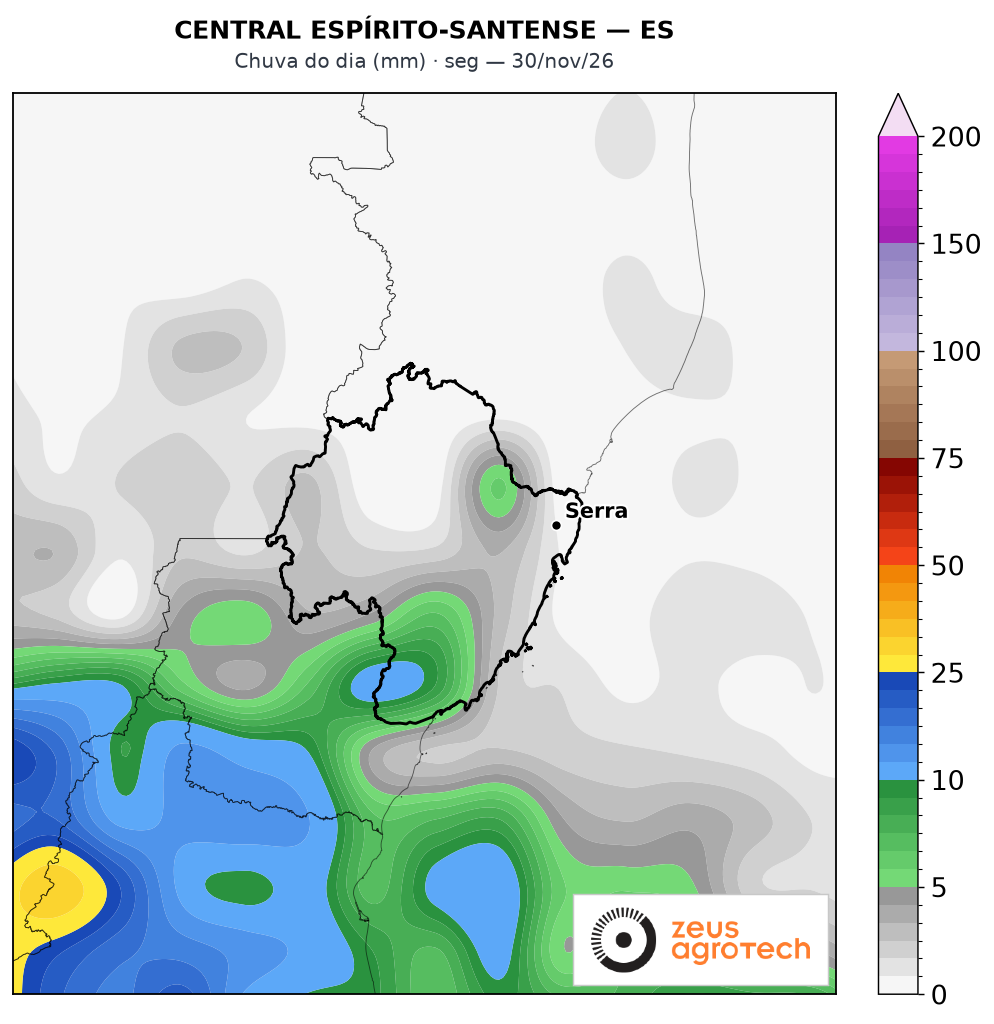 CENTRAL ESPÍRITO-SANTENSE — ES
Chuva do dia (mm) · seg — 30/nov/26
200
150
100
75
50
25
10
5
0
Serra
zeus
agrotech